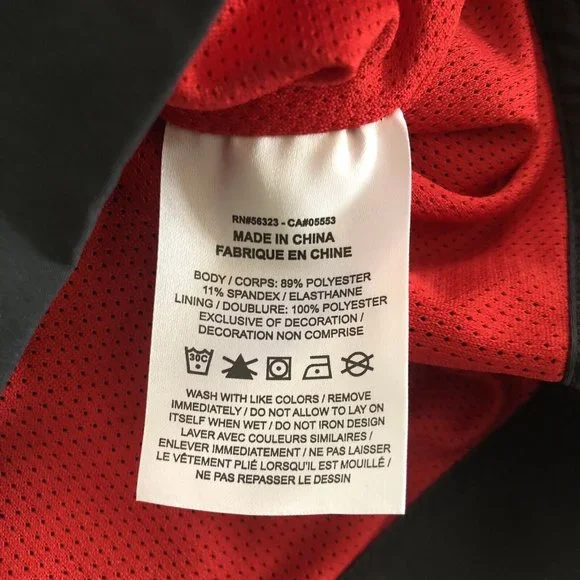 RN#56323 - CA#05553
MADE IN CHINA
FABRIQUE EN CHINE
BODY / CORPS: 89% POLYESTER
11% SPANDEX / ELASTHANNE
LINING / DOUBLURE: 100% POLYESTER
EXCLUSIVE OF DECORATION /
DECORATION NON COMPRISE
30C
WASH WITH LIKE COLORS / REMOVE
IMMEDIATELY / DO NOT ALLOW TO LAY ON
ITSELF WHEN WET / DO NOT IRON DESIGN
LAVER AVEC COULEURS SIMILAIRES /
ENLEVER IMMEDIATEMENT / NE PAS LAISSER
LE VÊTEMENT PLIÉ LORSQU'IL EST MOUILLÉ /
NE PAS REPASSER LE DESSIN